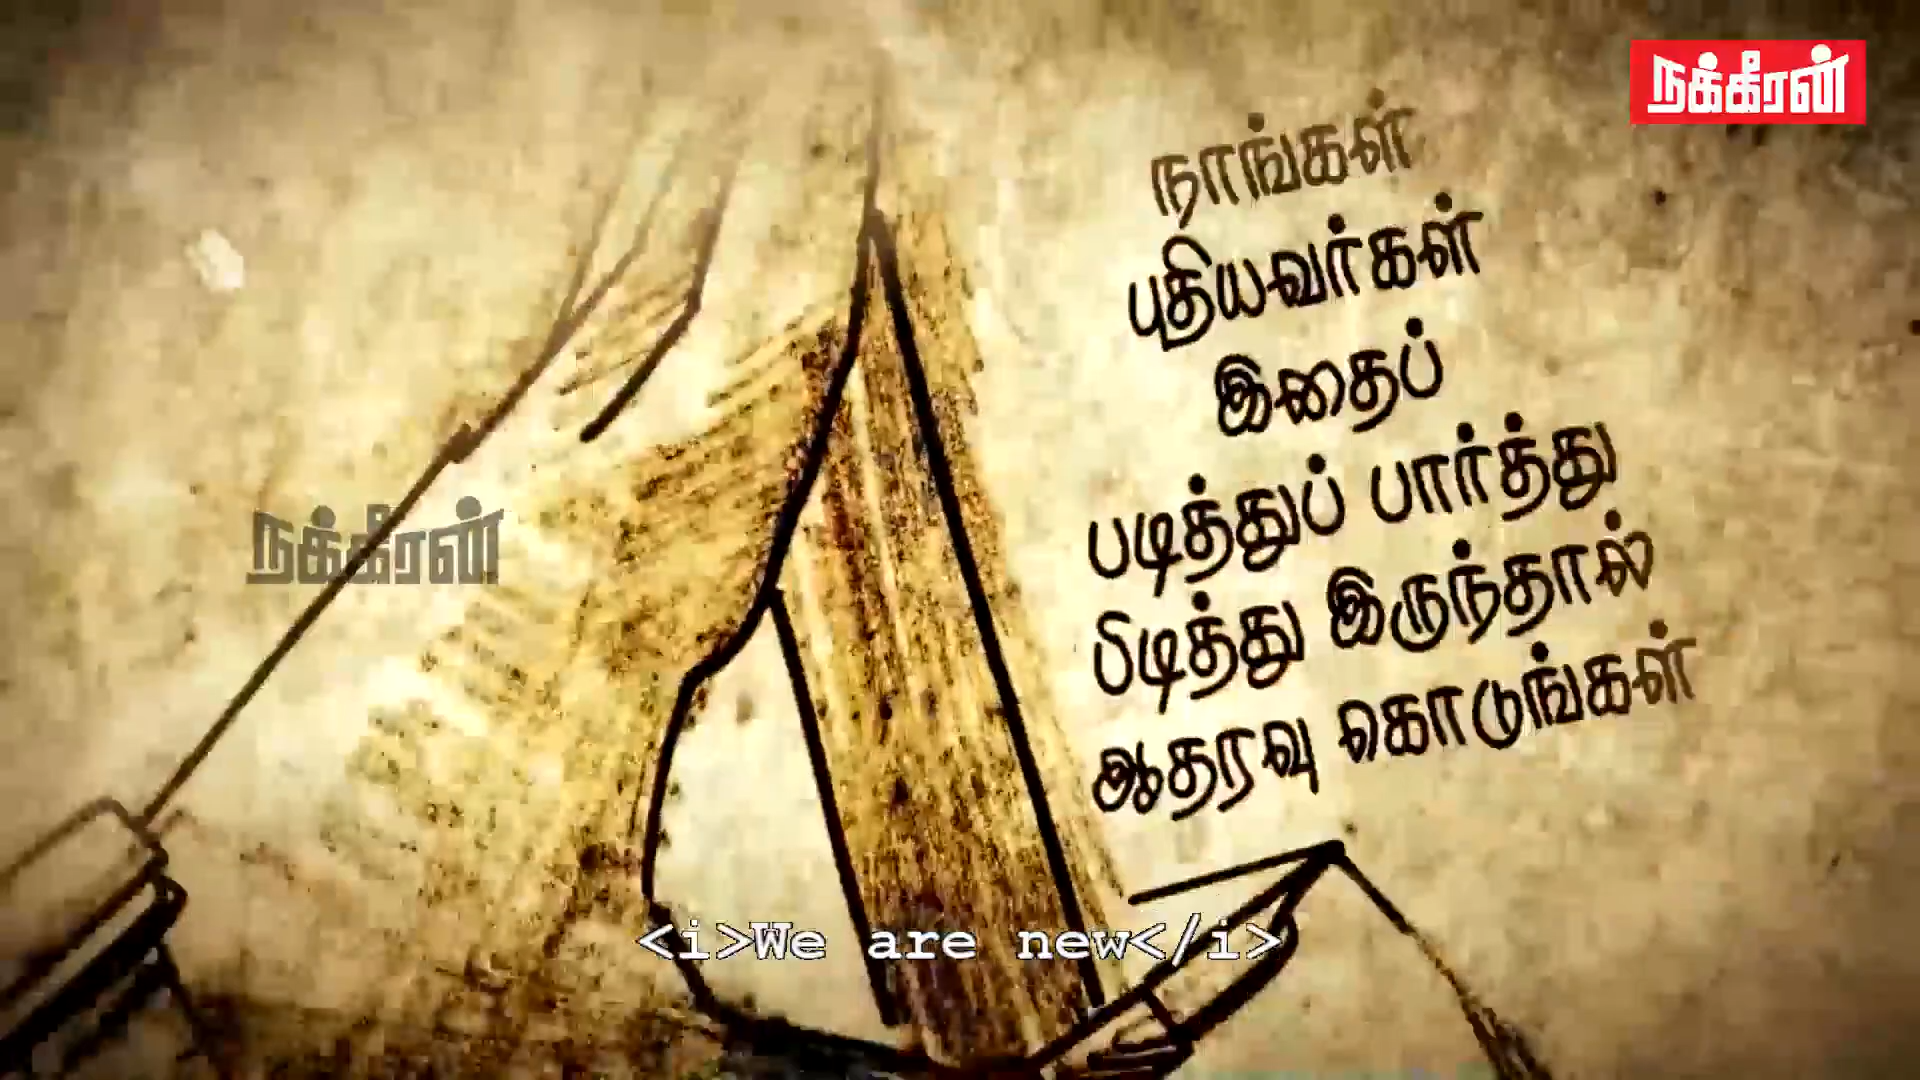 நக்கீரன்
நாங்கள்
புதியவர்கள்
இதைப்
படித்துப் பார்த்து
பிடித்து இருந்தால்
ஆதரவு கொடுங்கள்
நக்கீரன்
<i>We are new</i>